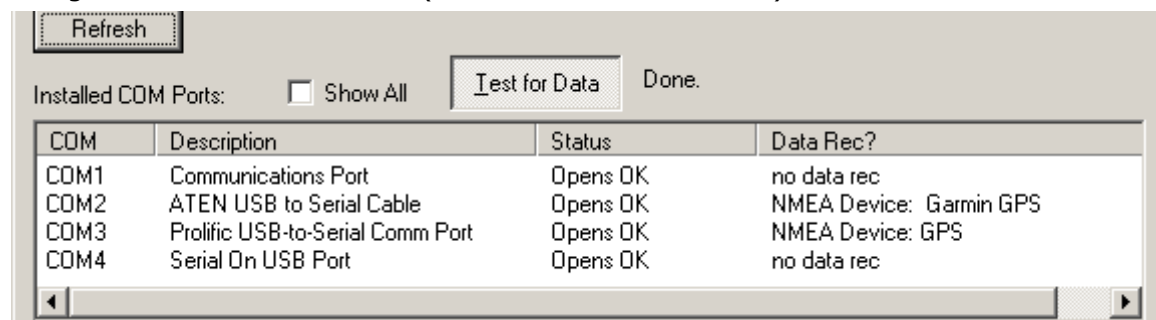 Refresh
Installed COM Ports: Show All Test for Data Done.
COM Description Status Data Rec?
COM1 Communications Port Opens OK no data rec
COM2 ATEN USB to Serial Cable Opens OK NMEA Device: Garmin GPS
COM3 Prolific USB-to-Serial Comm Port Opens OK NMEA Device: GPS
COM4 Serial On USB Port Opens OK no data rec